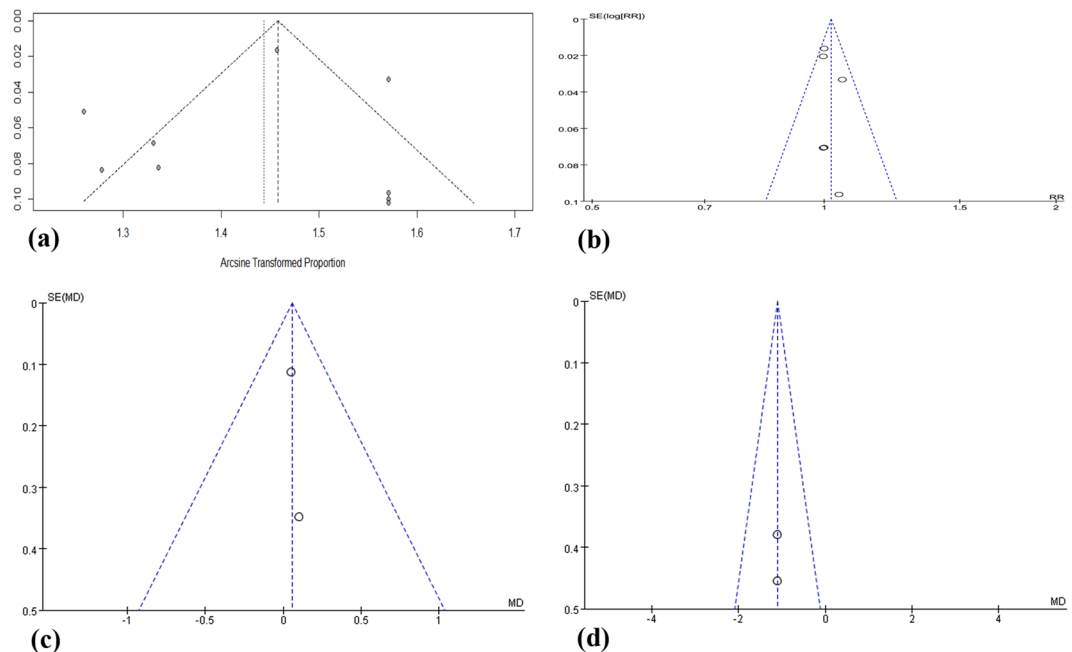 0.00
0.02
0.04
0.06
0.08
0.10
1.3 1.4 1.5 1.6 1.7
(a)
Arcsine Transformed Proportion
SE(log[RR])
0
0.02
0.04
0.06
0.08
0.1
RR
0.5 0.7 1 1.5 2
(b)
SE(MD)
0
0.1
0.2
0.3
0.4
0.5
MD
-1 -0.5 0 0.5 1
(c)
SE(MD)
0
0.1
0.2
0.3
0.4
0.5
MD
-4 -2 0 2 4
(d)